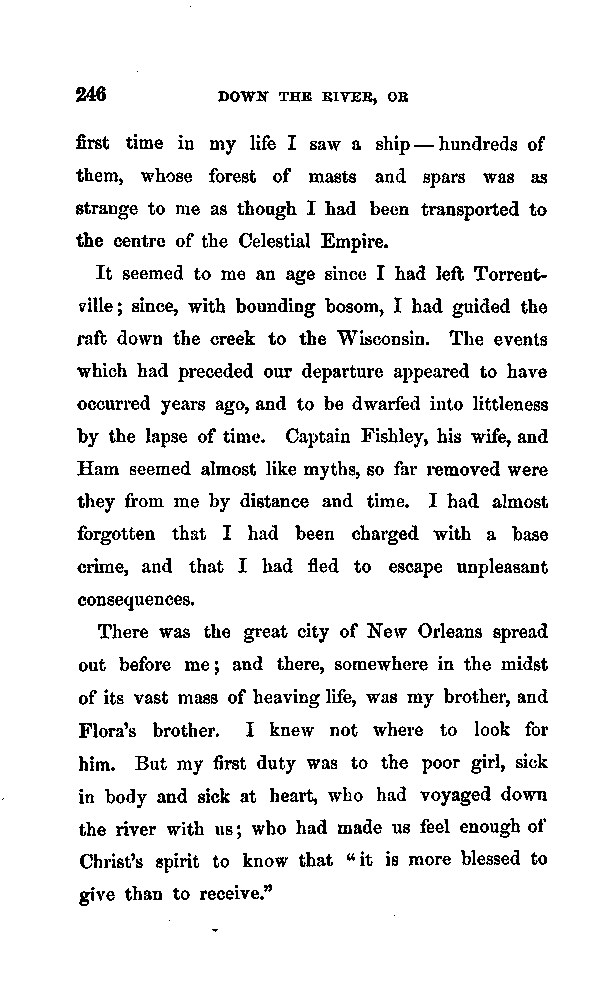 246 DOWN THE RIVER, OR
first time in my life I saw a ship — hundreds of
them, whose forest of masts and spars was as
strange to me as though I had been transported to
the centre of the Celestial Empire.
It seemed to me an age since I had left Torrent-
ville; since, with bounding bosom, I had guided the
raft down the creek to the Wisconsin. The events
which had preceded our departure appeared to have
occurred years ago, and to be dwarfed into littleness
by the lapse of time. Captain Fishley, his wife, and
Ham seemed almost like myths, so far removed were
they from me by distance and time. I had almost
forgotten that I had been charged with a base
crime, and that I had fled to escape unpleasant
consequences.
There was the great city of New Orleans spread
out before me; and there, somewhere in the midst
of its vast mass of heaving life, was my brother, and
Flora's brother. I knew not where to look for
him. But my first duty was to the poor girl, sick
in body and sick at heart, who had voyaged down
the river with us; who had made us feel enough of
Christ's spirit to know that "it is more blessed to
give than to receive."